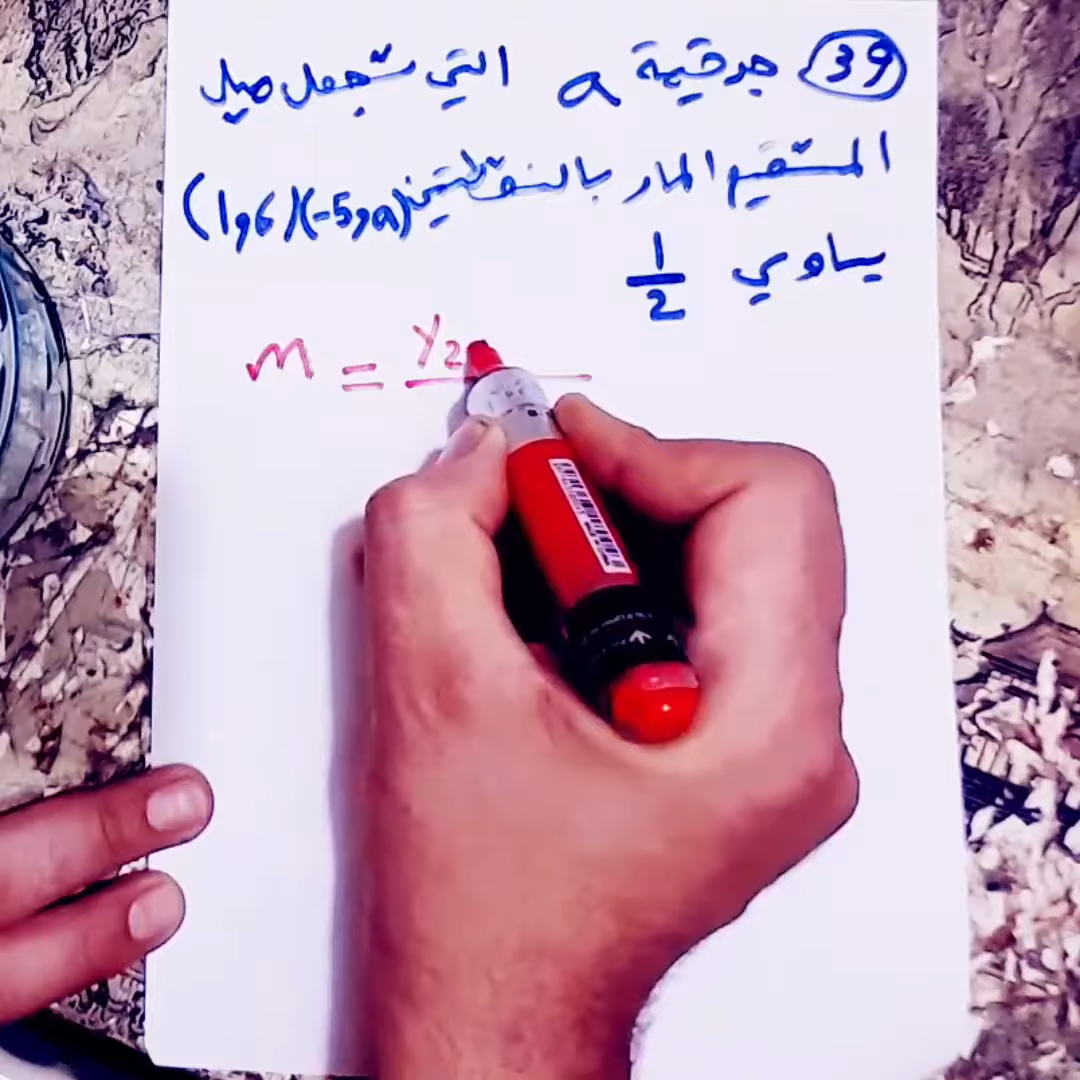 39 جد قيمة a التي تجعل ميل
المستقيم المار بالنقطتين (-5,a)(1,6)
يساوي 1/2
m = y2